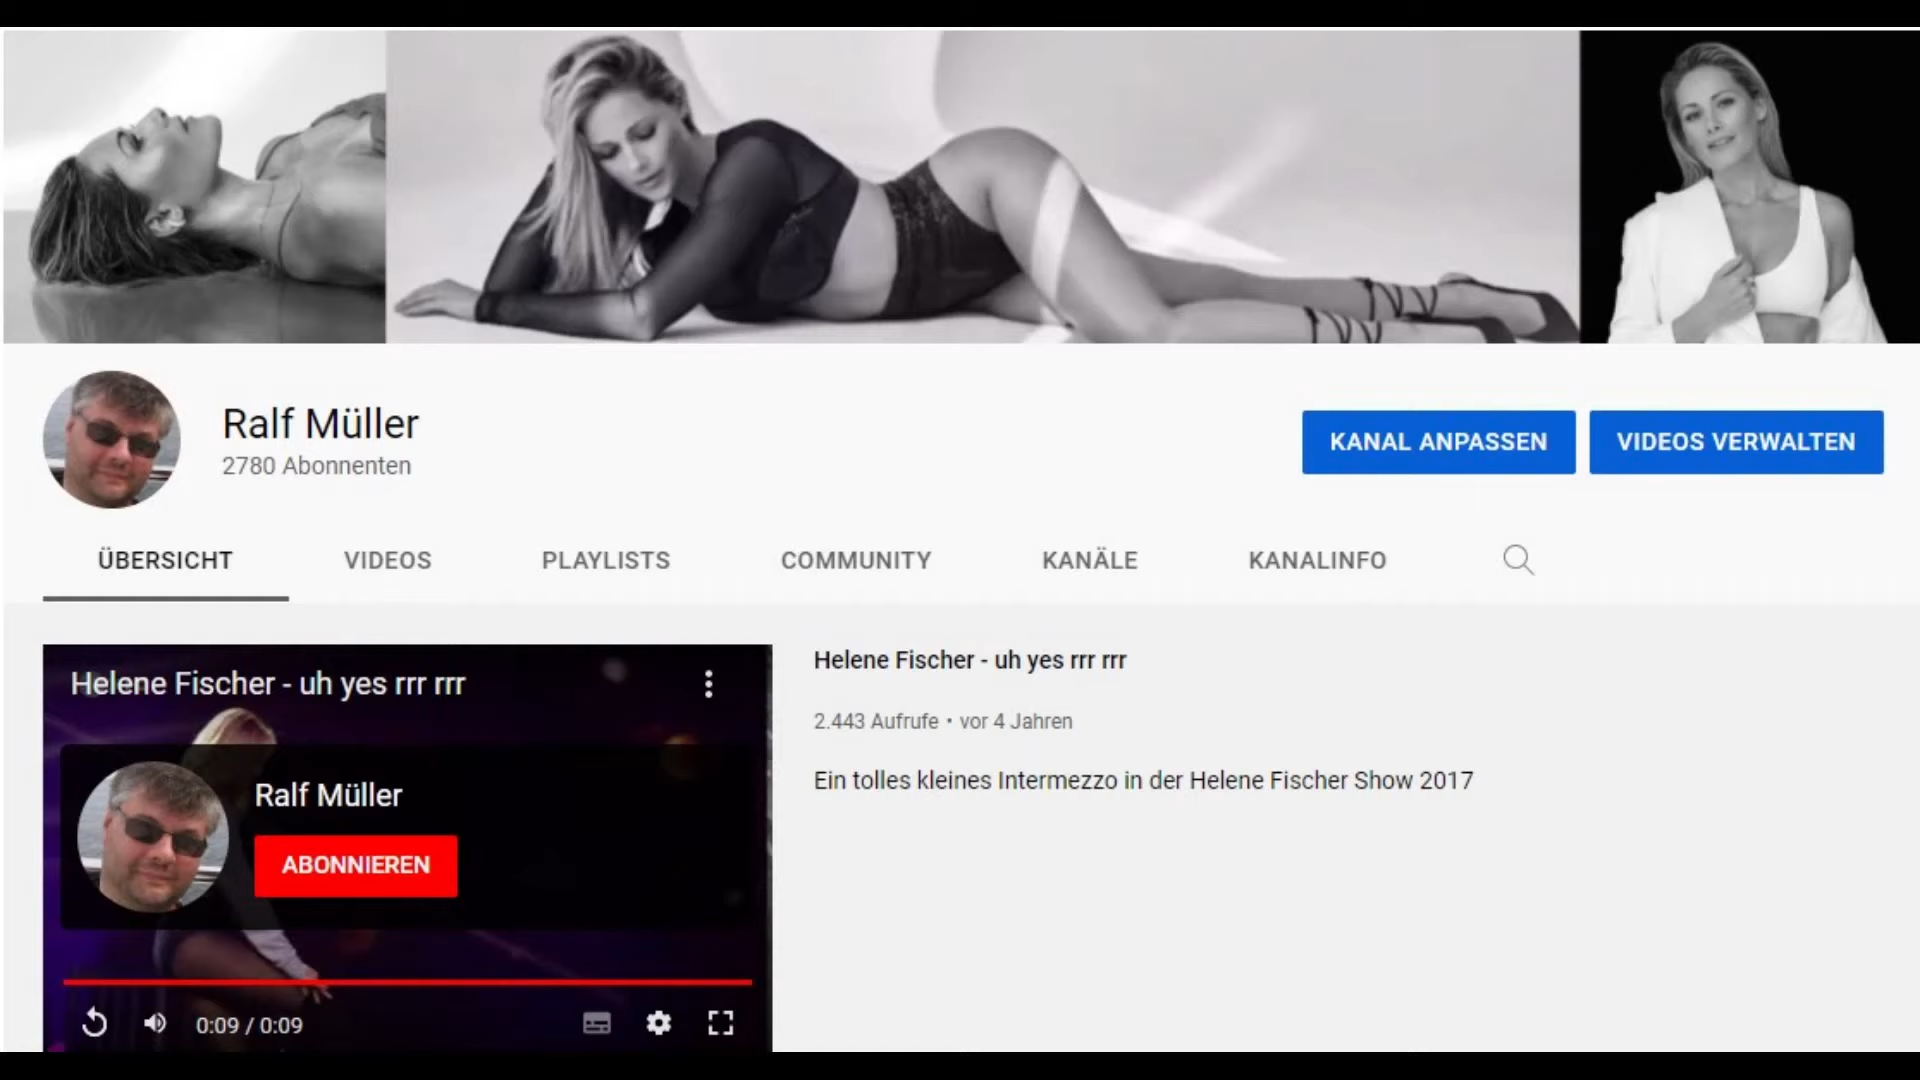 Ralf Müller
2780 Abonnenten
KANAL ANPASSEN
VIDEOS VERWALTEN
ÜBERSICHT
VIDEOS
PLAYLISTS
COMMUNITY
KANÄLE
KANALINFO
Helene Fischer - uh yes rrr rrr
Ralf Müller
ABONNIEREN
0:09 / 0:09
Helene Fischer - uh yes rrr rrr
2.443 Aufrufe • vor 4 Jahren
Ein tolles kleines Intermezzo in der Helene Fischer Show 2017